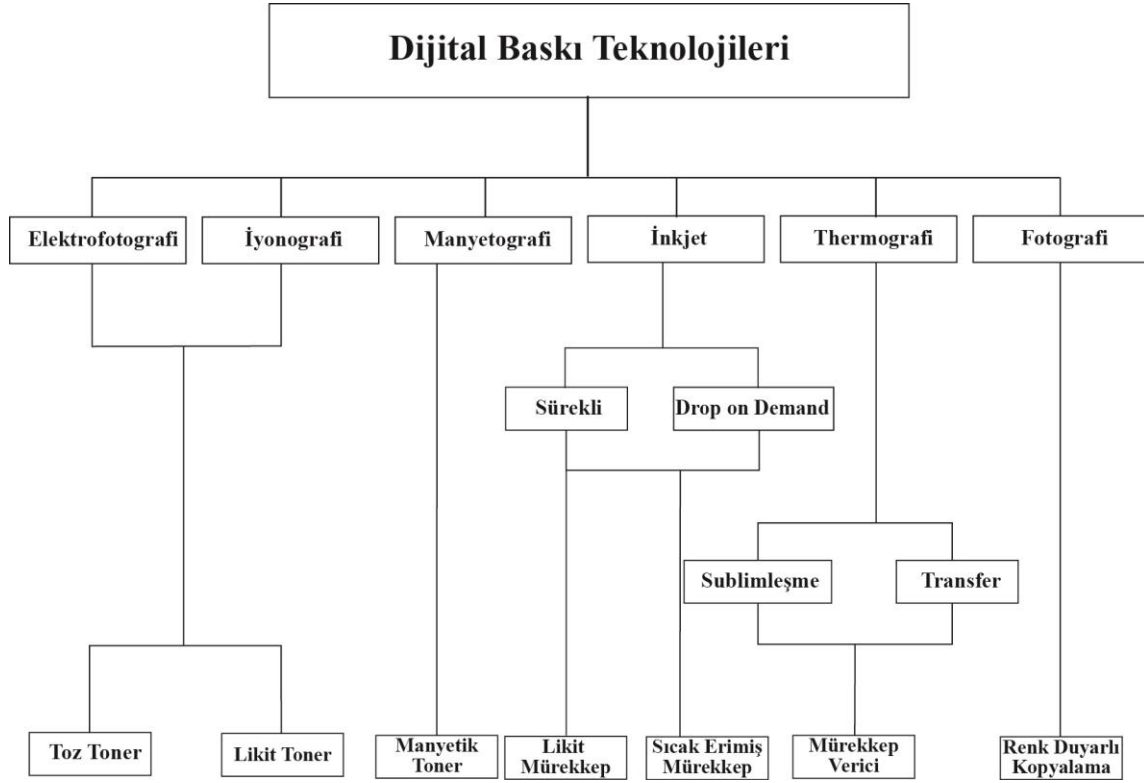 Dijital Baskı Teknolojileri
Elektrofotografi
İyonografi
Manyetografi
İnkjet
Thermografi
Fotografi
Sürekli
Drop on Demand
Sublimleşme
Transfer
Toz Toner
Likit Toner
Manyetik
Toner
Likit
Mürekkep
Sıcak Erimiş
Mürekkep
Mürekkep
Verici
Renk Duyarlı
Kopyalama